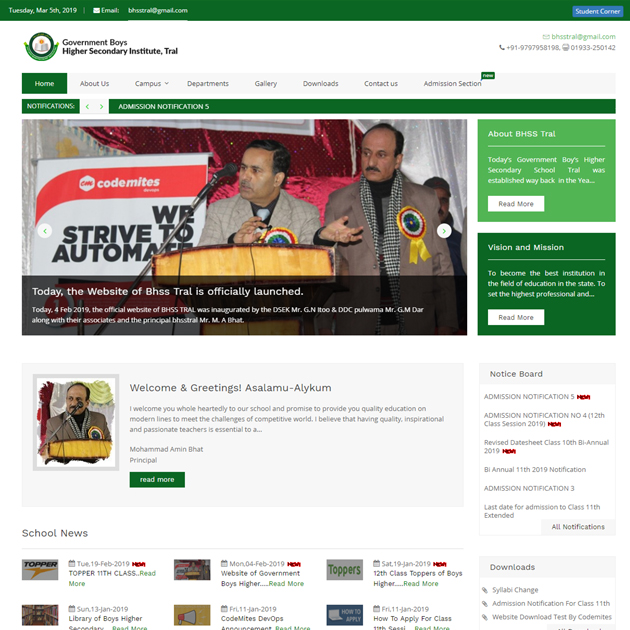 Tuesday, Mar 5th, 2019 | Email: bhsstral@gmail.com Student Corner
Government Boys
Higher Secondary Institute, Tral
bhsstral@gmail.com
+91-9797958198, 01933-250142
Home About Us Campus Departments Gallery Downloads Contact us Admission Section new
NOTIFICATIONS: ADMISSION NOTIFICATION 5
codemites
devops
WE
STRIVE TO
AUTOMATE
Today, the Website of Bhss Tral is officially launched.
Today, 4 Feb 2019, the official website of BHSS TRAL was inaugurated by the DSEK Mr. G.N Itoo & DDC pulwama Mr. G.M Dar
along with their associates and the principal bhsstral Mr. M. A Bhat.
About BHSS Tral
Today's Government Boy's Higher
Secondary School Tral was
established way back in the Yea...
Read More
Vision and Mission
To become the best institution in
the field of education in the state. To
set the highest professional and...
Read More
Welcome & Greetings! Asalamu-Alykum
I welcome you whole heartedly to our school and promise to provide you quality education on
modern lines to meet the challenges of competitive world. I believe that having quality, inspirational
and passionate teachers is essential to a...
Mohammad Amin Bhat
Principal
read more
Notice Board
ADMISSION NOTIFICATION 5 New
ADMISSION NOTIFICATION NO 4 (12th
Class Session 2019) New
Revised Datesheet Class 10th Bi-Annual
2019 New
Bi Annual 11th 2019 Notification
ADMISSION NOTIFICATION 3
Last date for admission to Class 11th
Extended
All Notifications
School News
TOPPER
Tue,19-Feb-2019 New
TOPPER 11TH CLASS..Read
More
Mon,04-Feb-2019 New
Website of Government
Boys Higher....Read More
Toppers
Sat,19-Jan-2019 New
12th Class Toppers of Boys
Higher....Read More
Sun,13-Jan-2019
Library of Boys Higher
Secondary....Read More
Fri,11-Jan-2019
CodeMites DevOps
Announcement..Read More
HOW TO
APPLY
Fri,11-Jan-2019
How To Apply For Class
11th Sessi....Read More
Downloads
Syllabi Change
Admission Notification For Class 11th
Website Download Test By Codemites